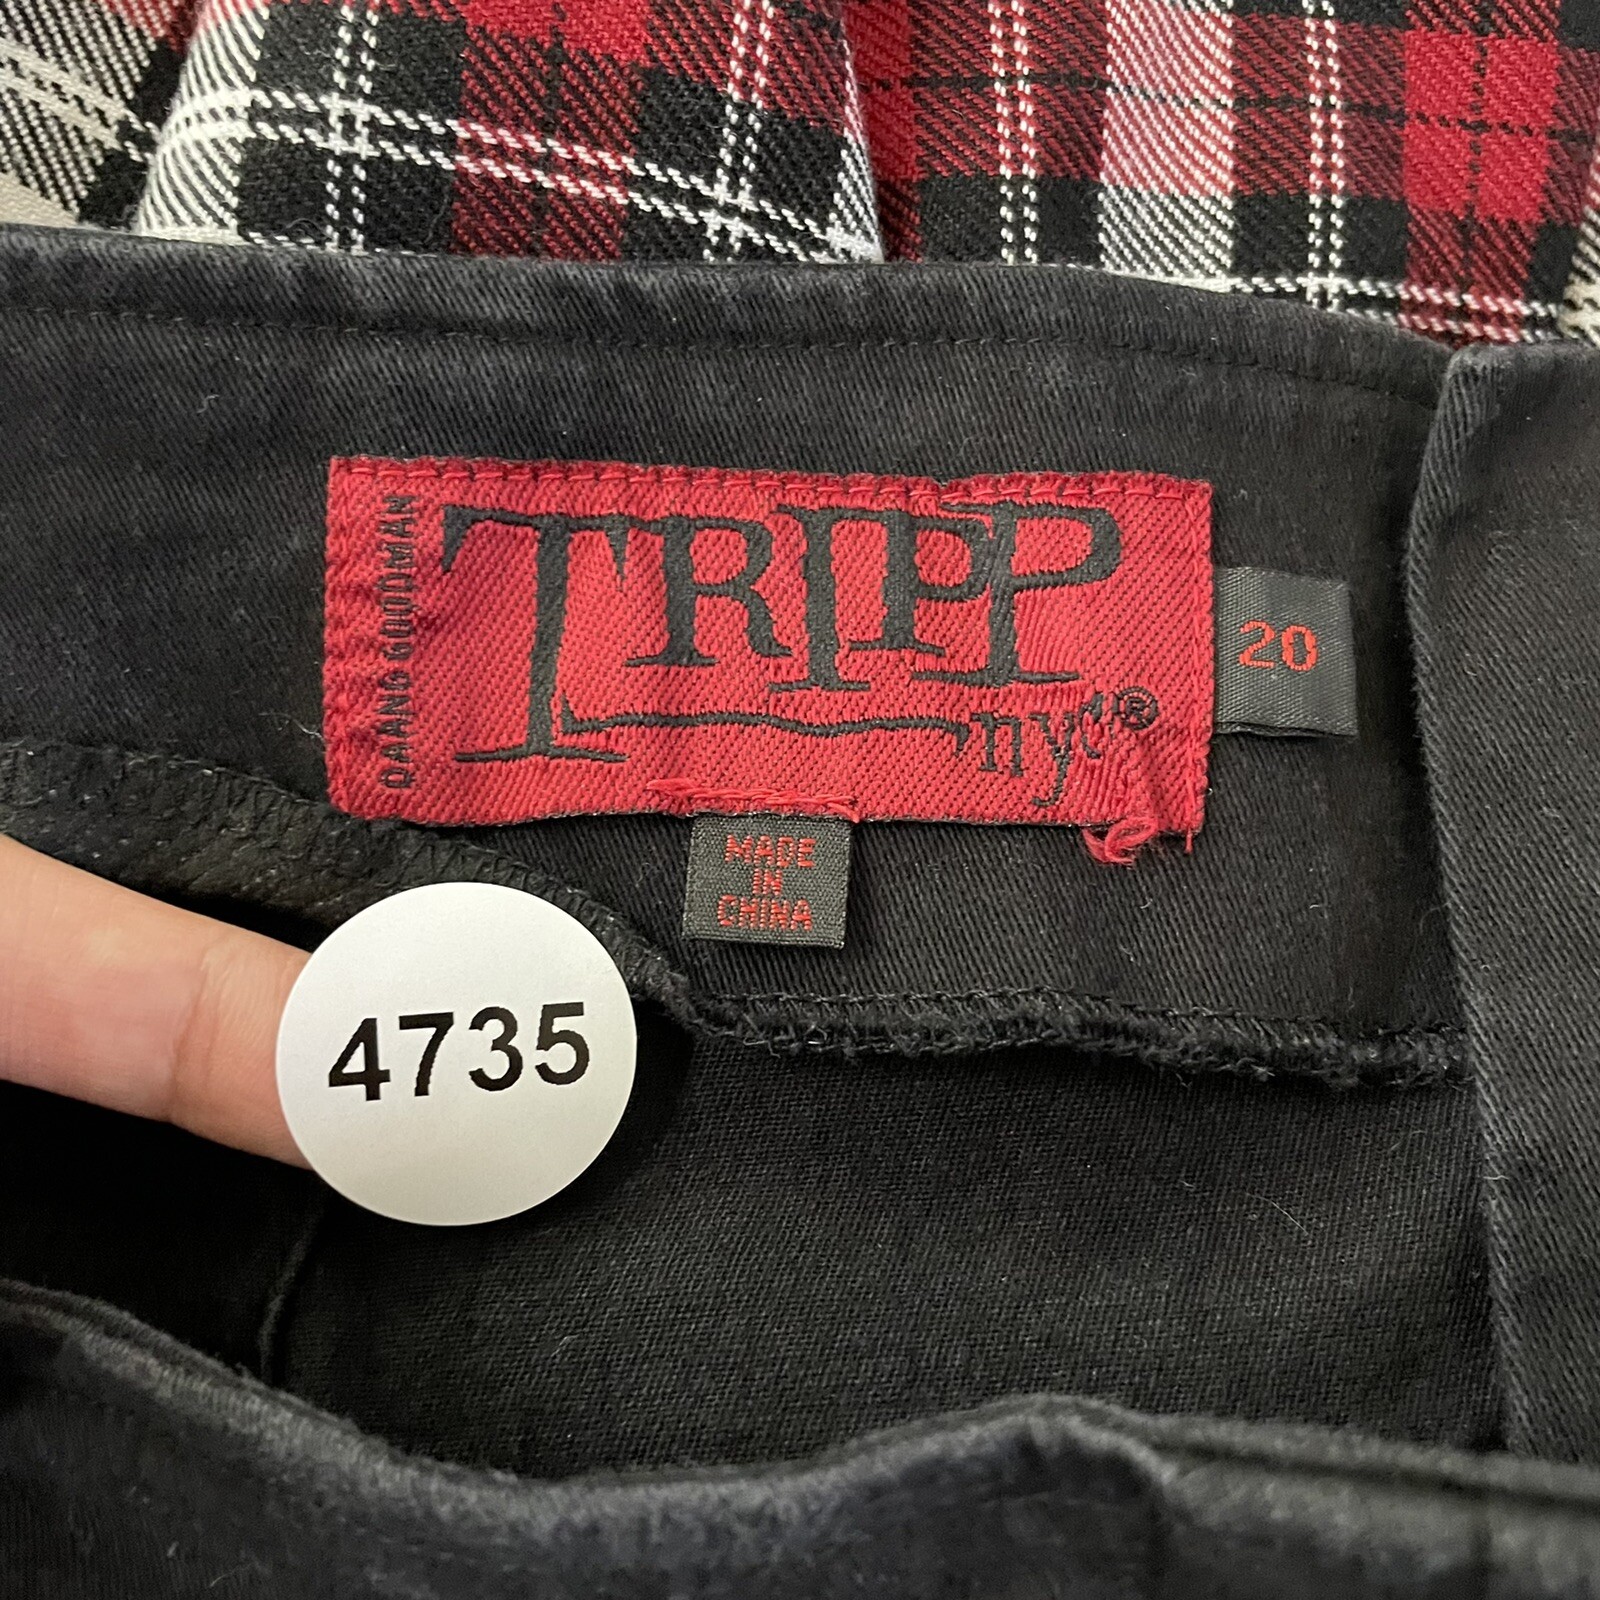 DAANG GOODMAN
TRIPP
nyc®
20
MADE
IN
CHINA
4735